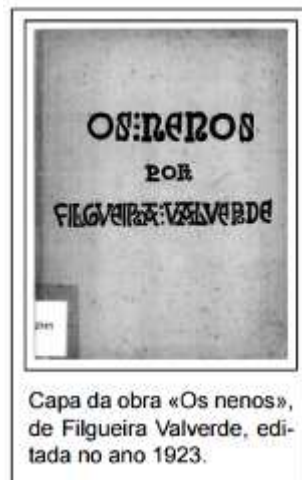 OS:NENOS
POR
FILGVEIRA:VALVERDE
Capa da obra «Os nenos»,
de Filgueira Valverde, edi-
tada no ano 1923.